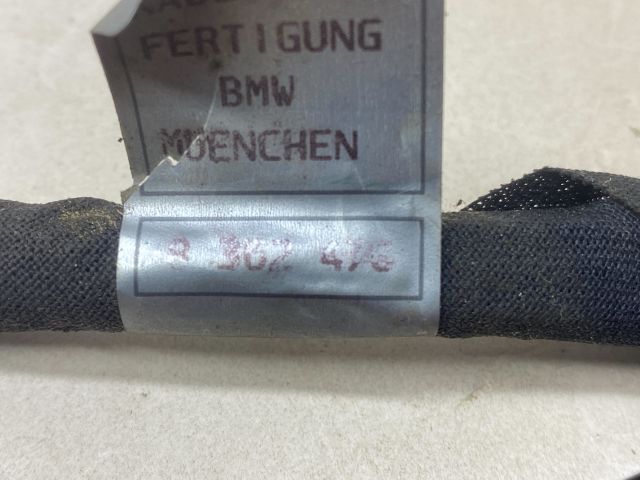 FERTIGUNG
BMW
MUENCHEN
8 362 476